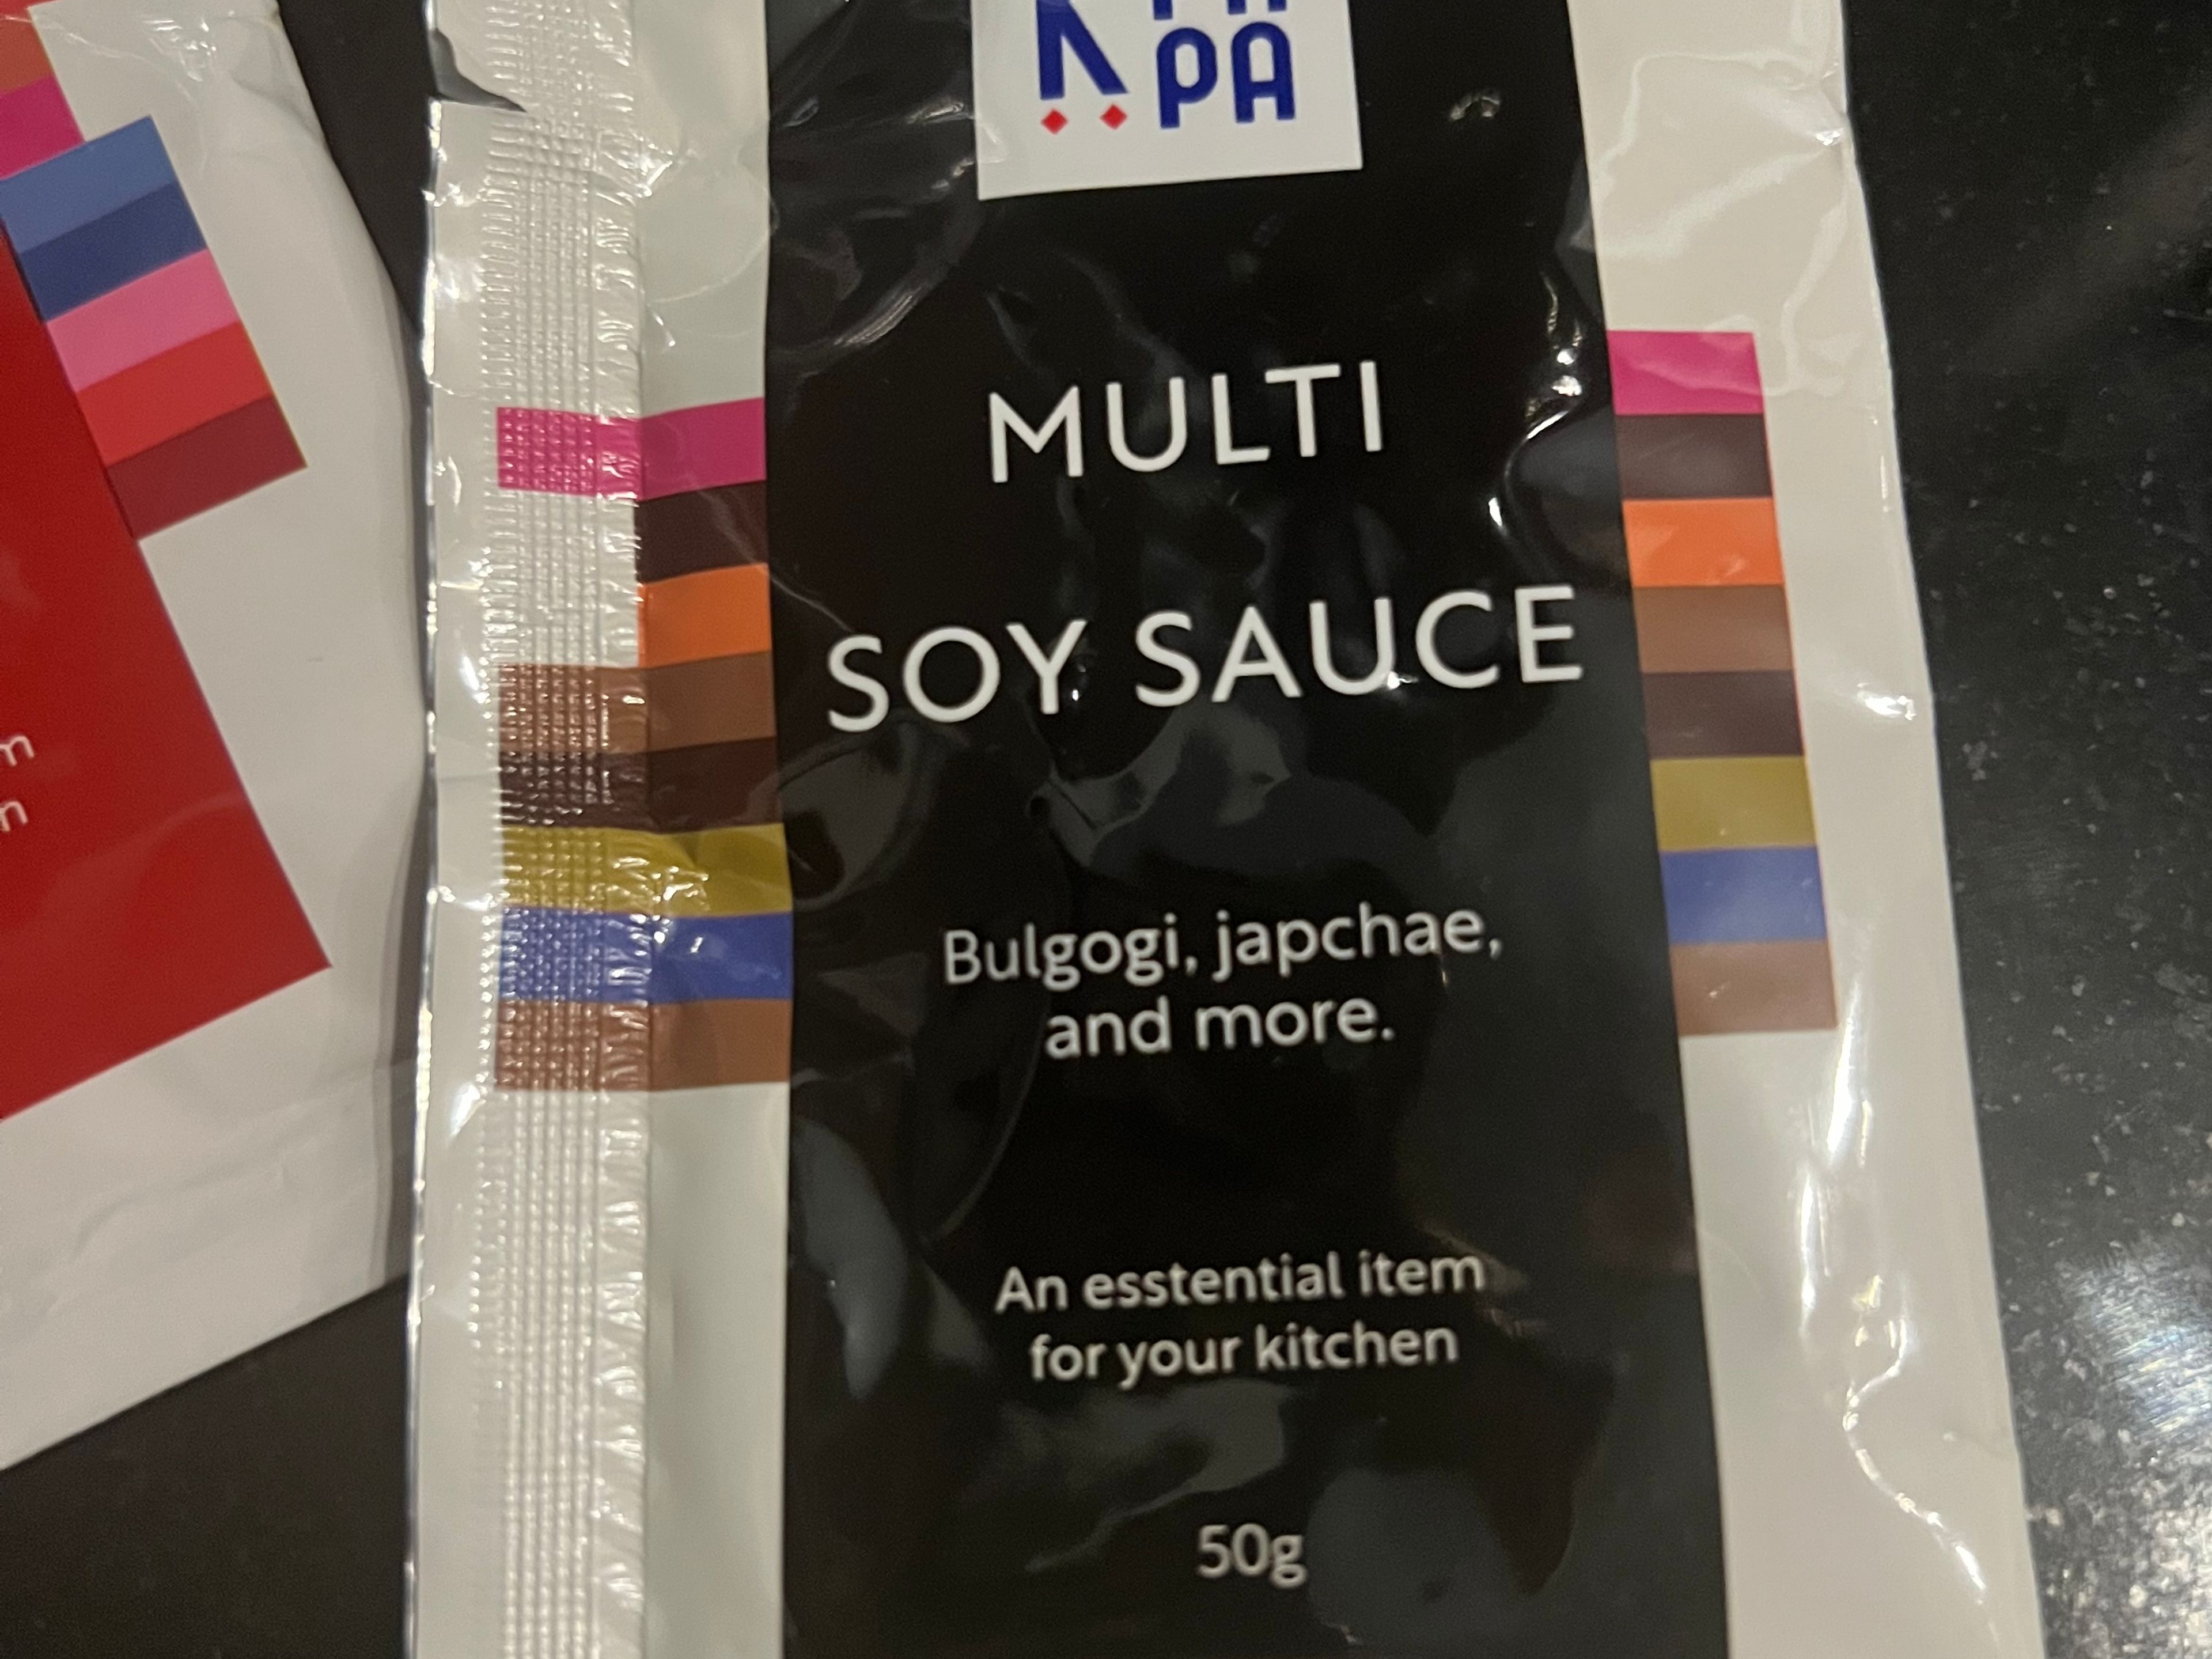 PA
MULTI
SOY SAUCE
Bulgogi, japchae,
and more.
An esstential item
for your kitchen
50g